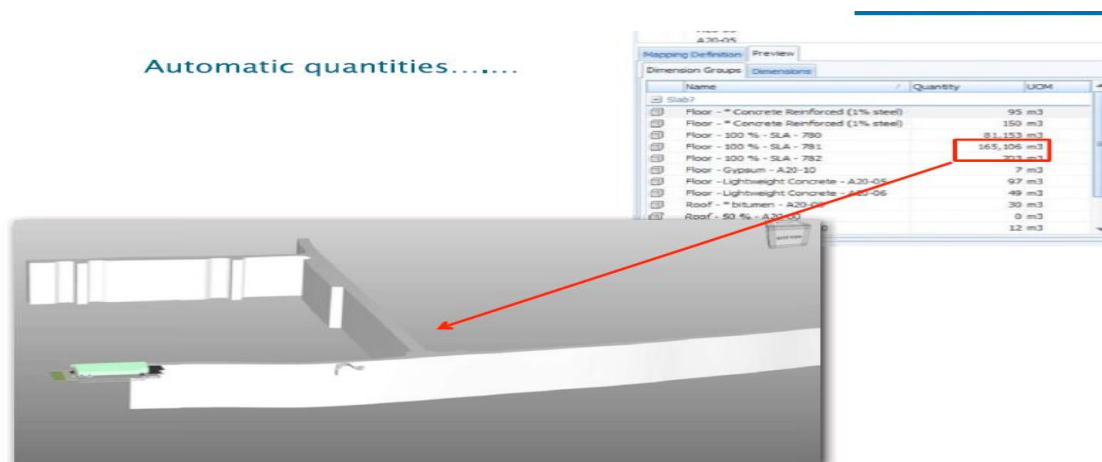 Automatic quantities.......
A20-05
Mapping Definition Preview
Dimension Groups Dimensions
Name / Quantity UOM
Slab7
Floor - * Concrete Reinforced (1% steel) 95 m3
Floor - * Concrete Reinforced (1% steel) 150 m3
Floor - 100 % - SLA - 780 81,153 m3
Floor - 100 % - SLA - 781 165,106 m3
Floor - 100 % - SLA - 782 703 m3
Floor - Gypsum - A20-10 7 m3
Floor - Lightweight Concrete - A20-05 97 m3
Floor - Lightweight Concrete - A20-06 49 m3
Roof - * bitumen - 30 m3
Roof - 50 % - A20-00 0 m3
12 m3